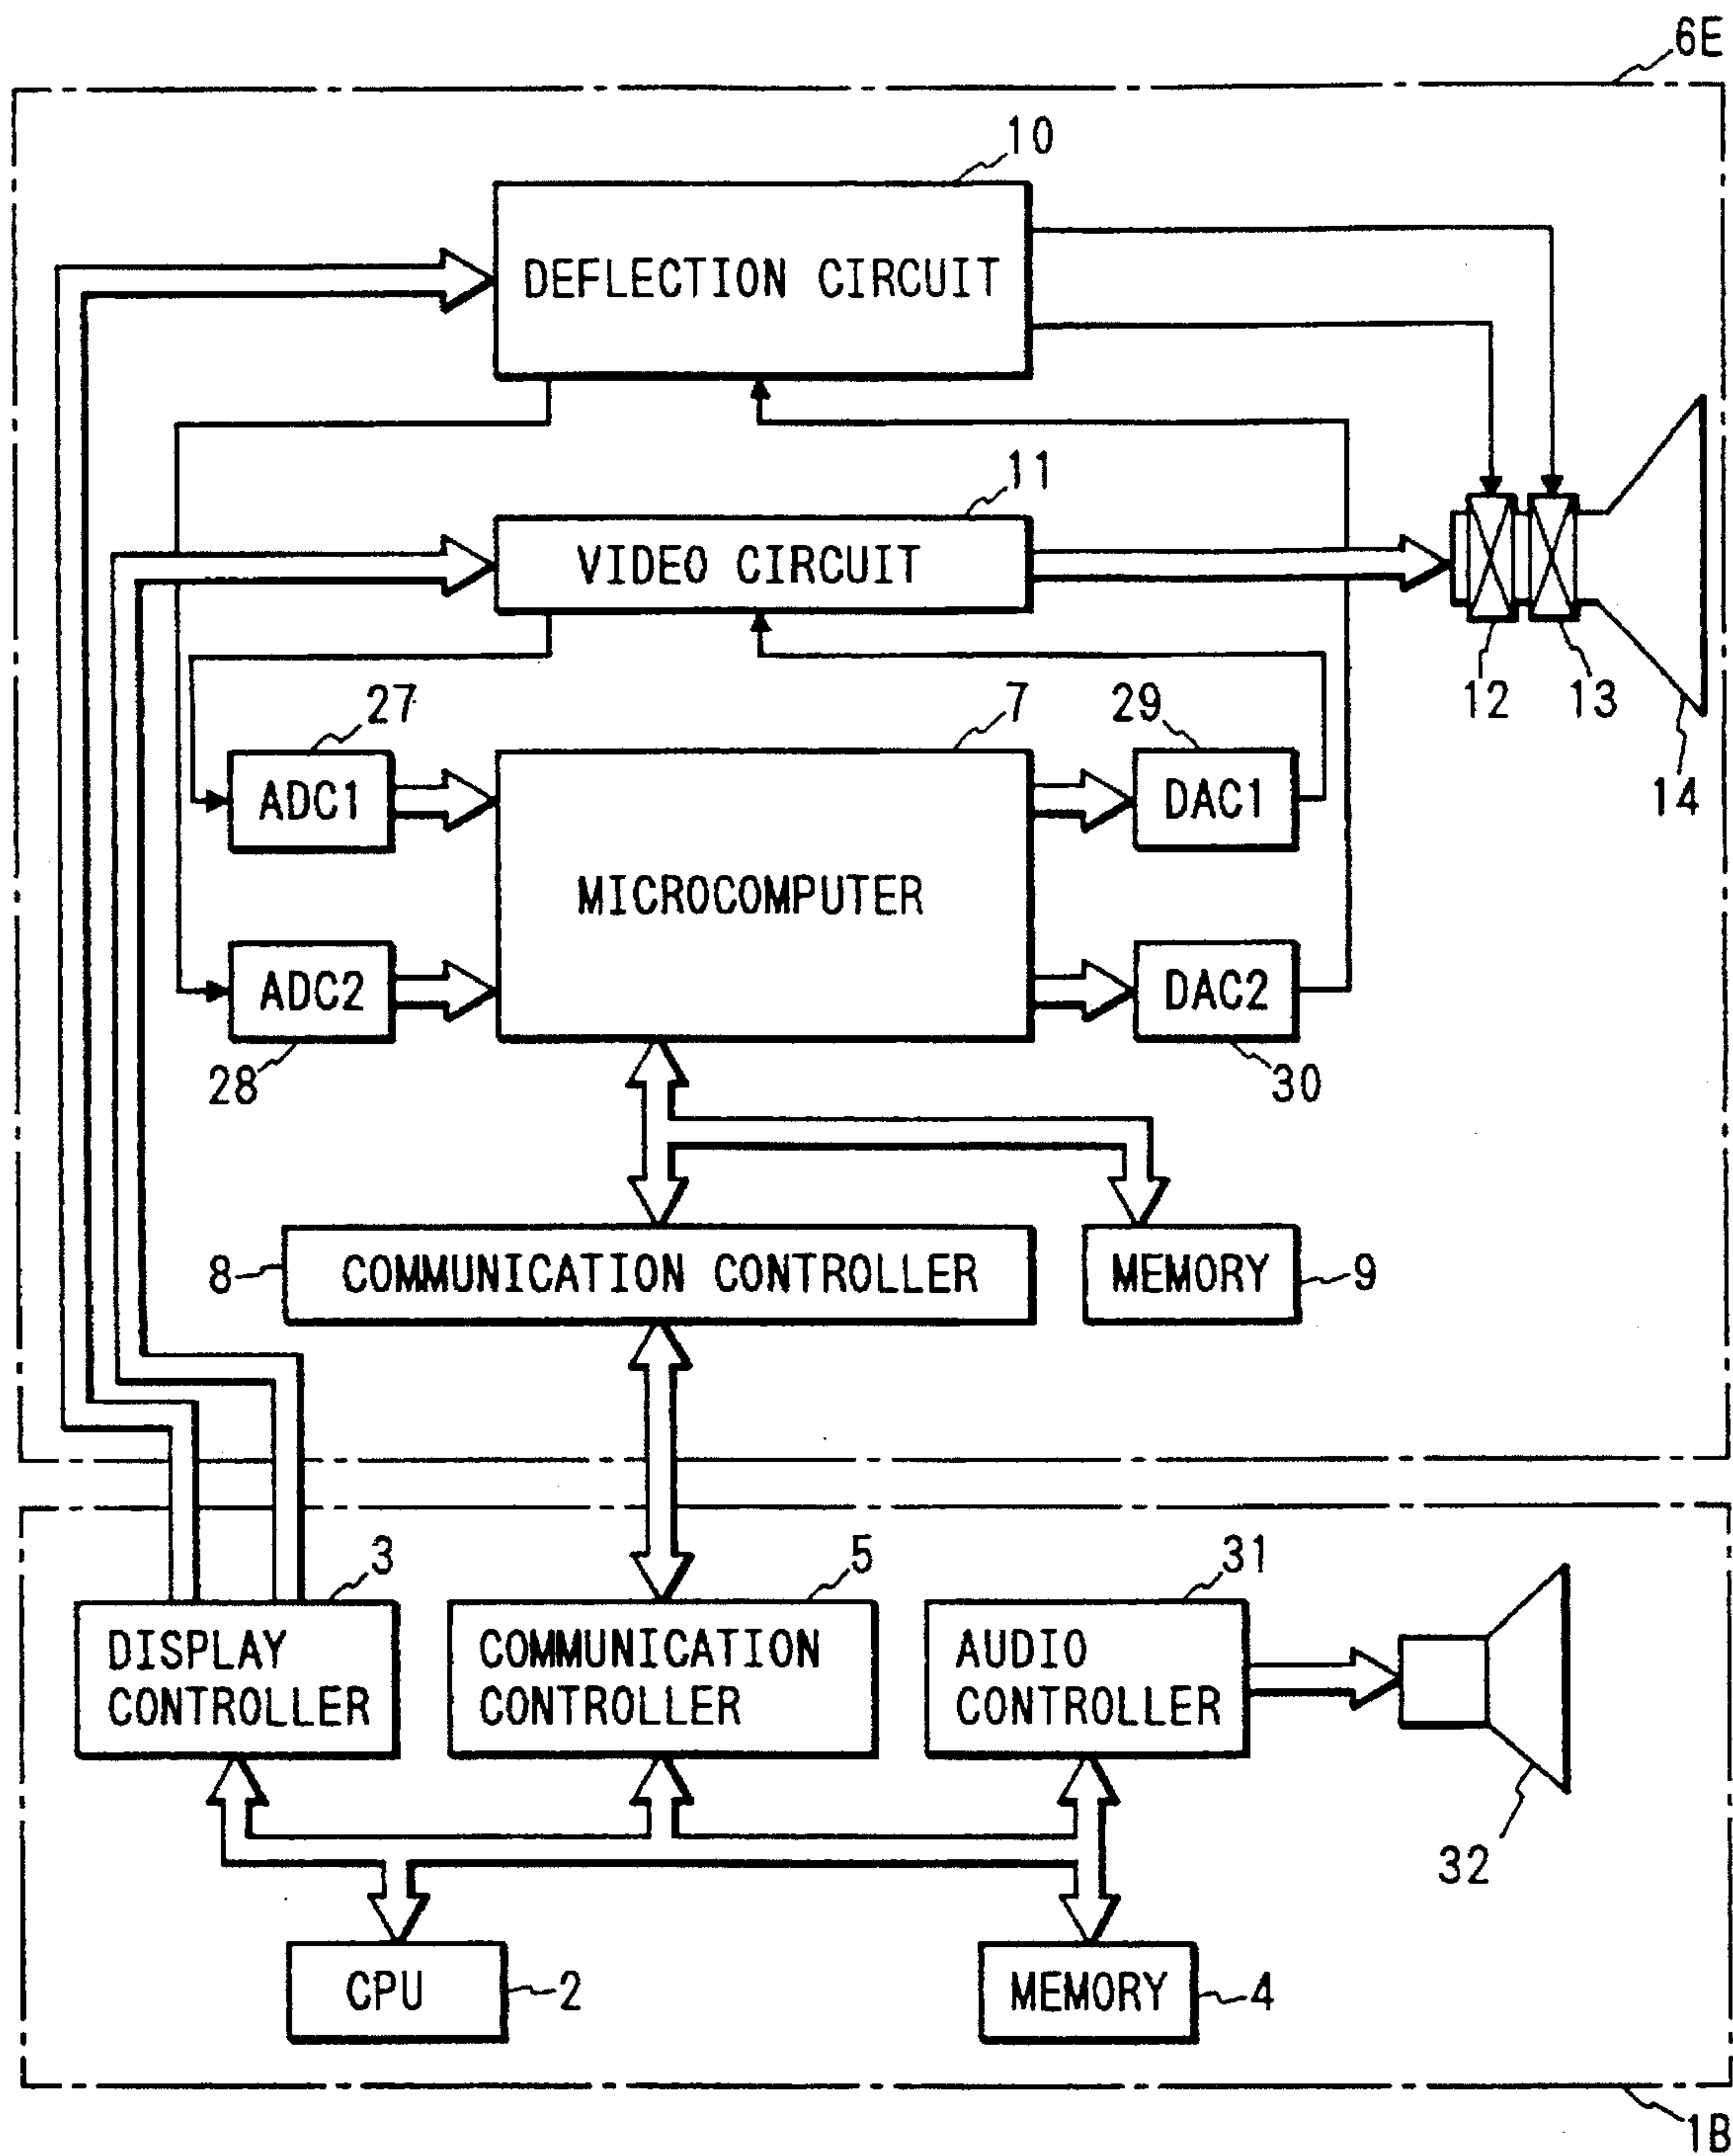 6E
10
DEFLECTION CIRCUIT
11
VIDEO CIRCUIT
12
13
14
27
7
29
ADC1
DAC1
MICROCOMPUTER
ADC2
DAC2
28
30
8
COMMUNICATION CONTROLLER
MEMORY
9
3
5
31
DISPLAY
CONTROLLER
COMMUNICATION
CONTROLLER
AUDIO
CONTROLLER
32
CPU
2
MEMORY
4
1B